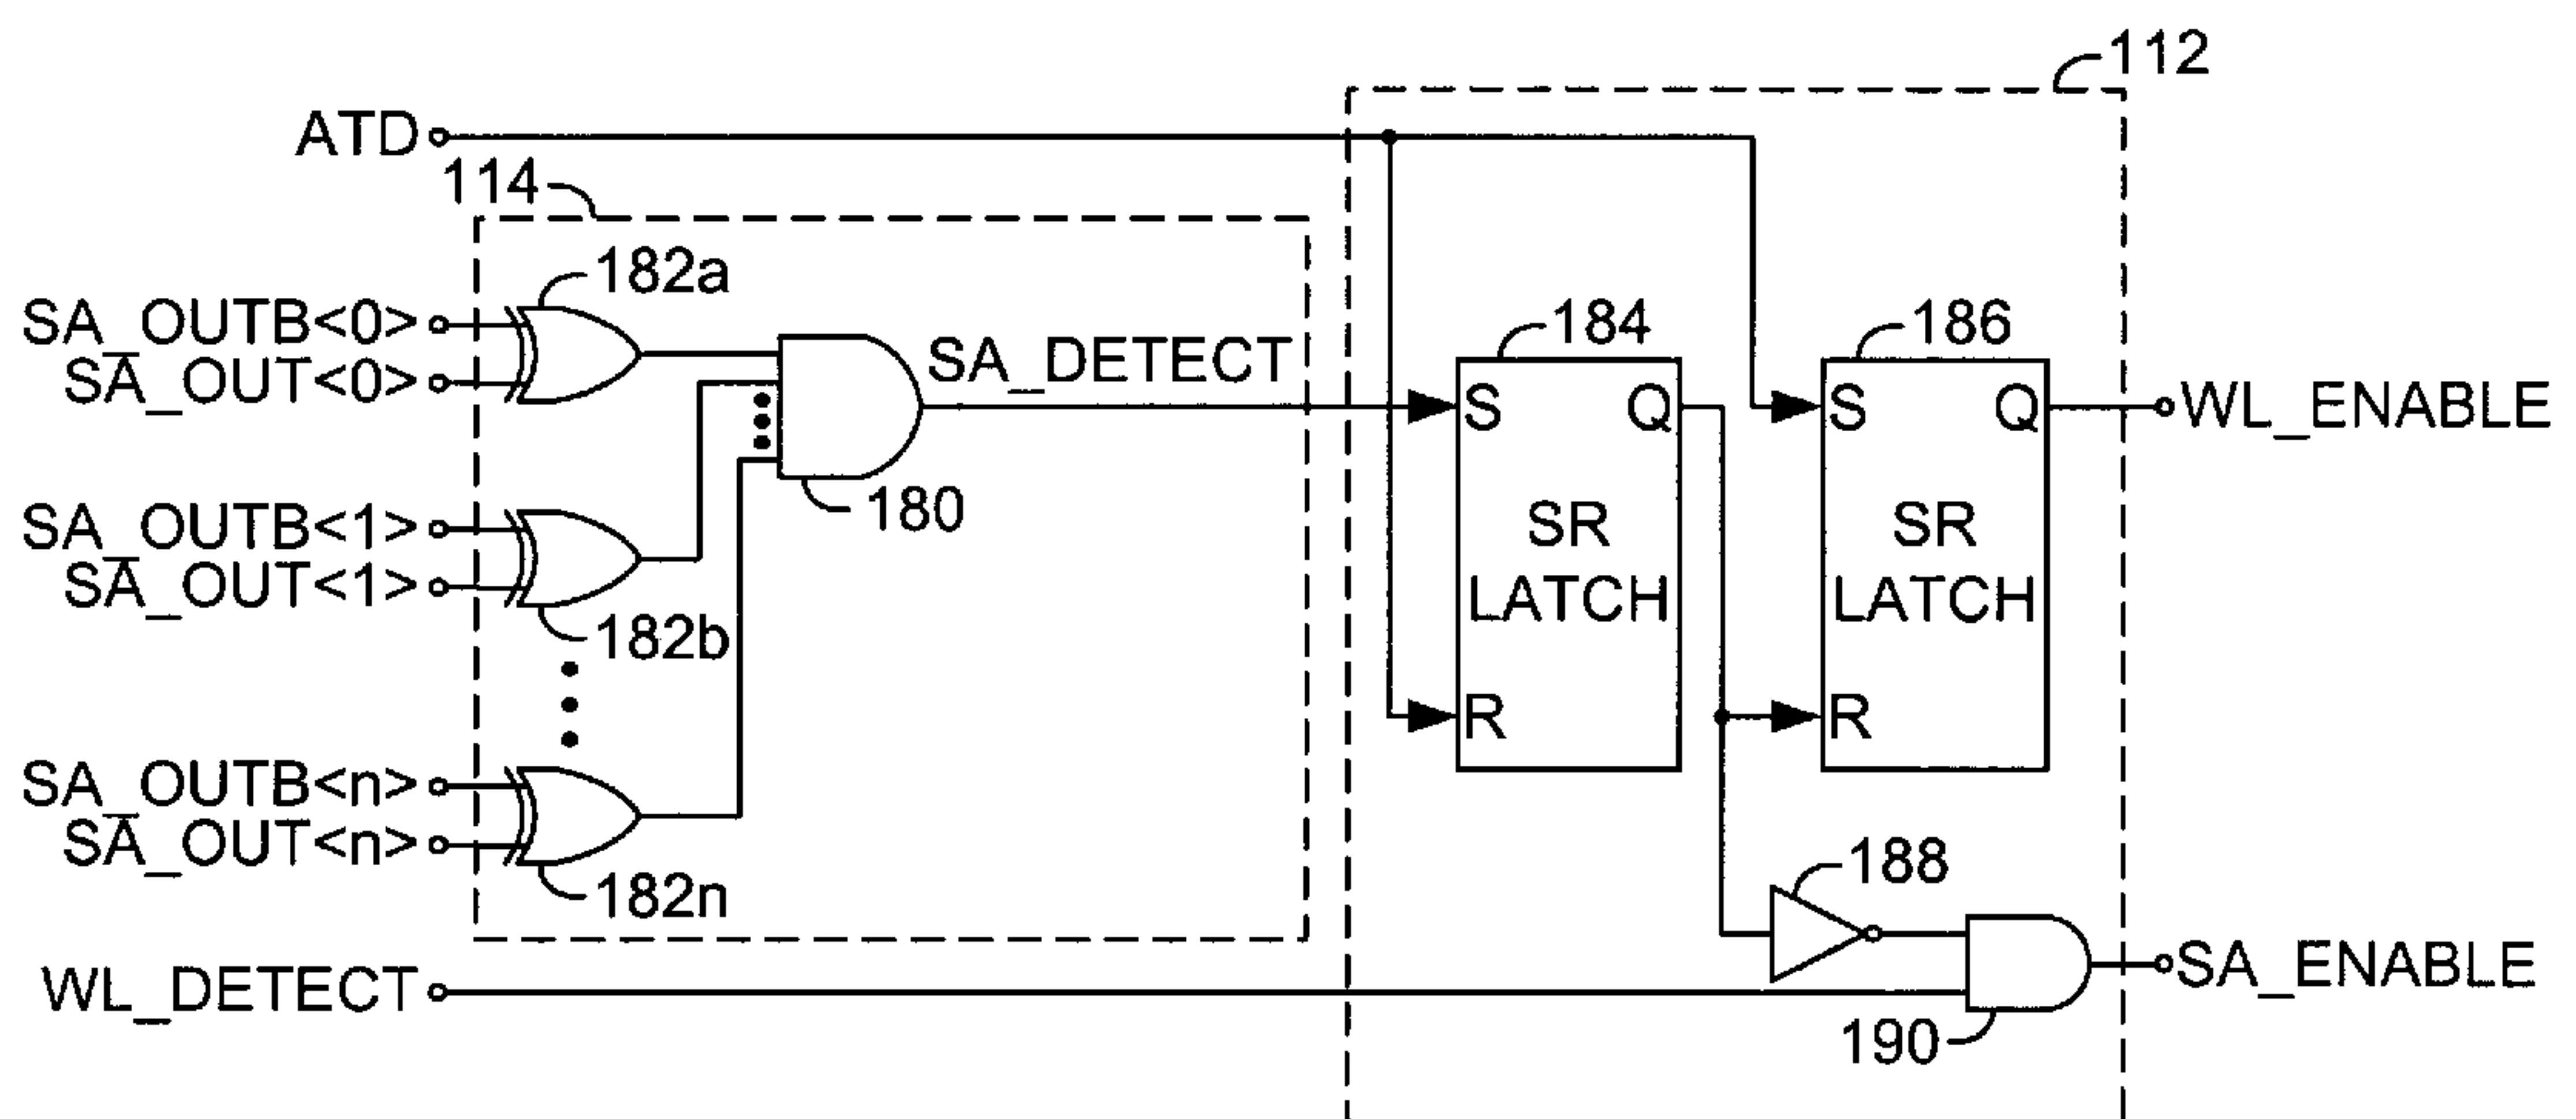 112
ATD
114
182a
SA_OUTB<0>
SA_OUT<0>
SA_DETECT
184
186
S
Q
S
Q
WL_ENABLE
180
SA_OUTB<1>
SA_OUT<1>
SR
LATCH
SR
LATCH
182b
R
R
SA_OUTB<n>
SA_OUT<n>
182n
188
WL_DETECT
SA_ENABLE
190